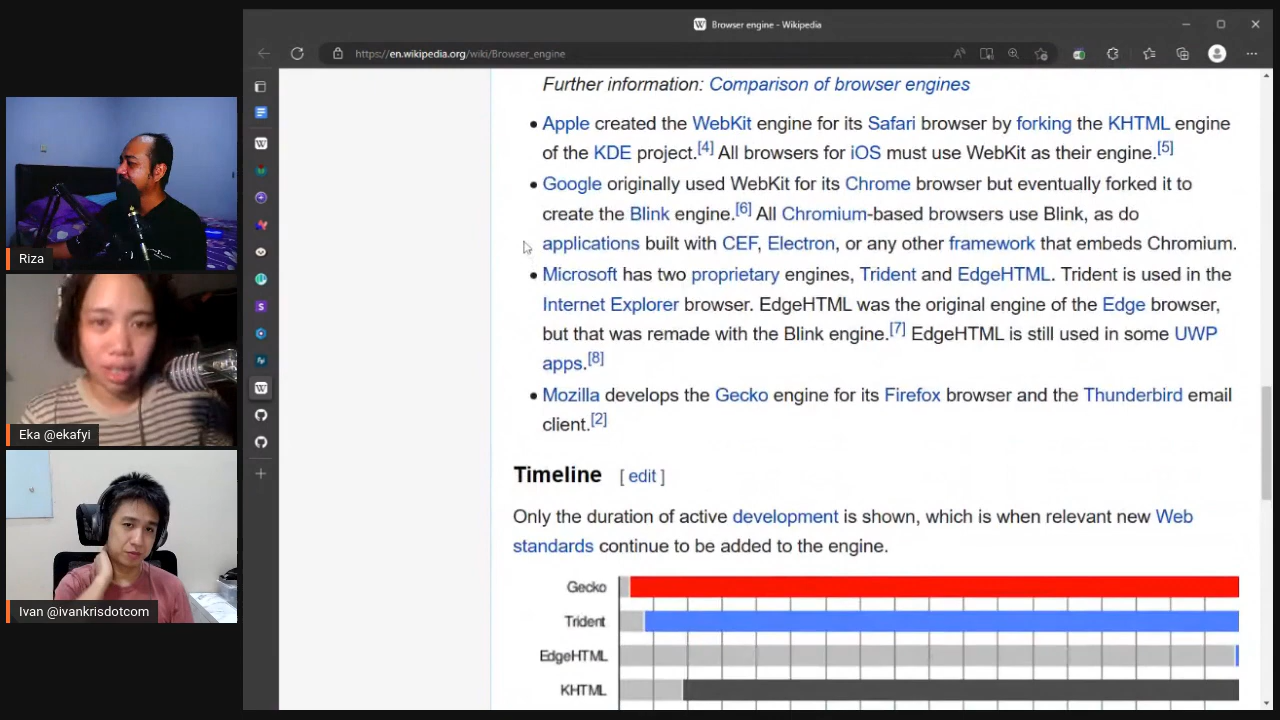 Browser engine - Wikipedia
https://en.wikipedia.org/wiki/Browser_engine
Further information: Comparison of browser engines
• Apple created the WebKit engine for its Safari browser by forking the KHTML engine
of the KDE project.[4] All browsers for iOS must use WebKit as their engine.[5]
• Google originally used WebKit for its Chrome browser but eventually forked it to
create the Blink engine.[6] All Chromium-based browsers use Blink, as do
applications built with CEF, Electron, or any other framework that embeds Chromium.
• Microsoft has two proprietary engines, Trident and EdgeHTML. Trident is used in the
Internet Explorer browser. EdgeHTML was the original engine of the Edge browser,
but that was remade with the Blink engine.[7] EdgeHTML is still used in some UWP
apps.[8]
• Mozilla develops the Gecko engine for its Firefox browser and the Thunderbird email
client.[2]
Timeline [ edit ]
Only the duration of active development is shown, which is when relevant new Web
standards continue to be added to the engine.
Gecko
Trident
EdgeHTML
KHTML
Riza
Eka @ekafyi
Ivan @ivankrisdotcom